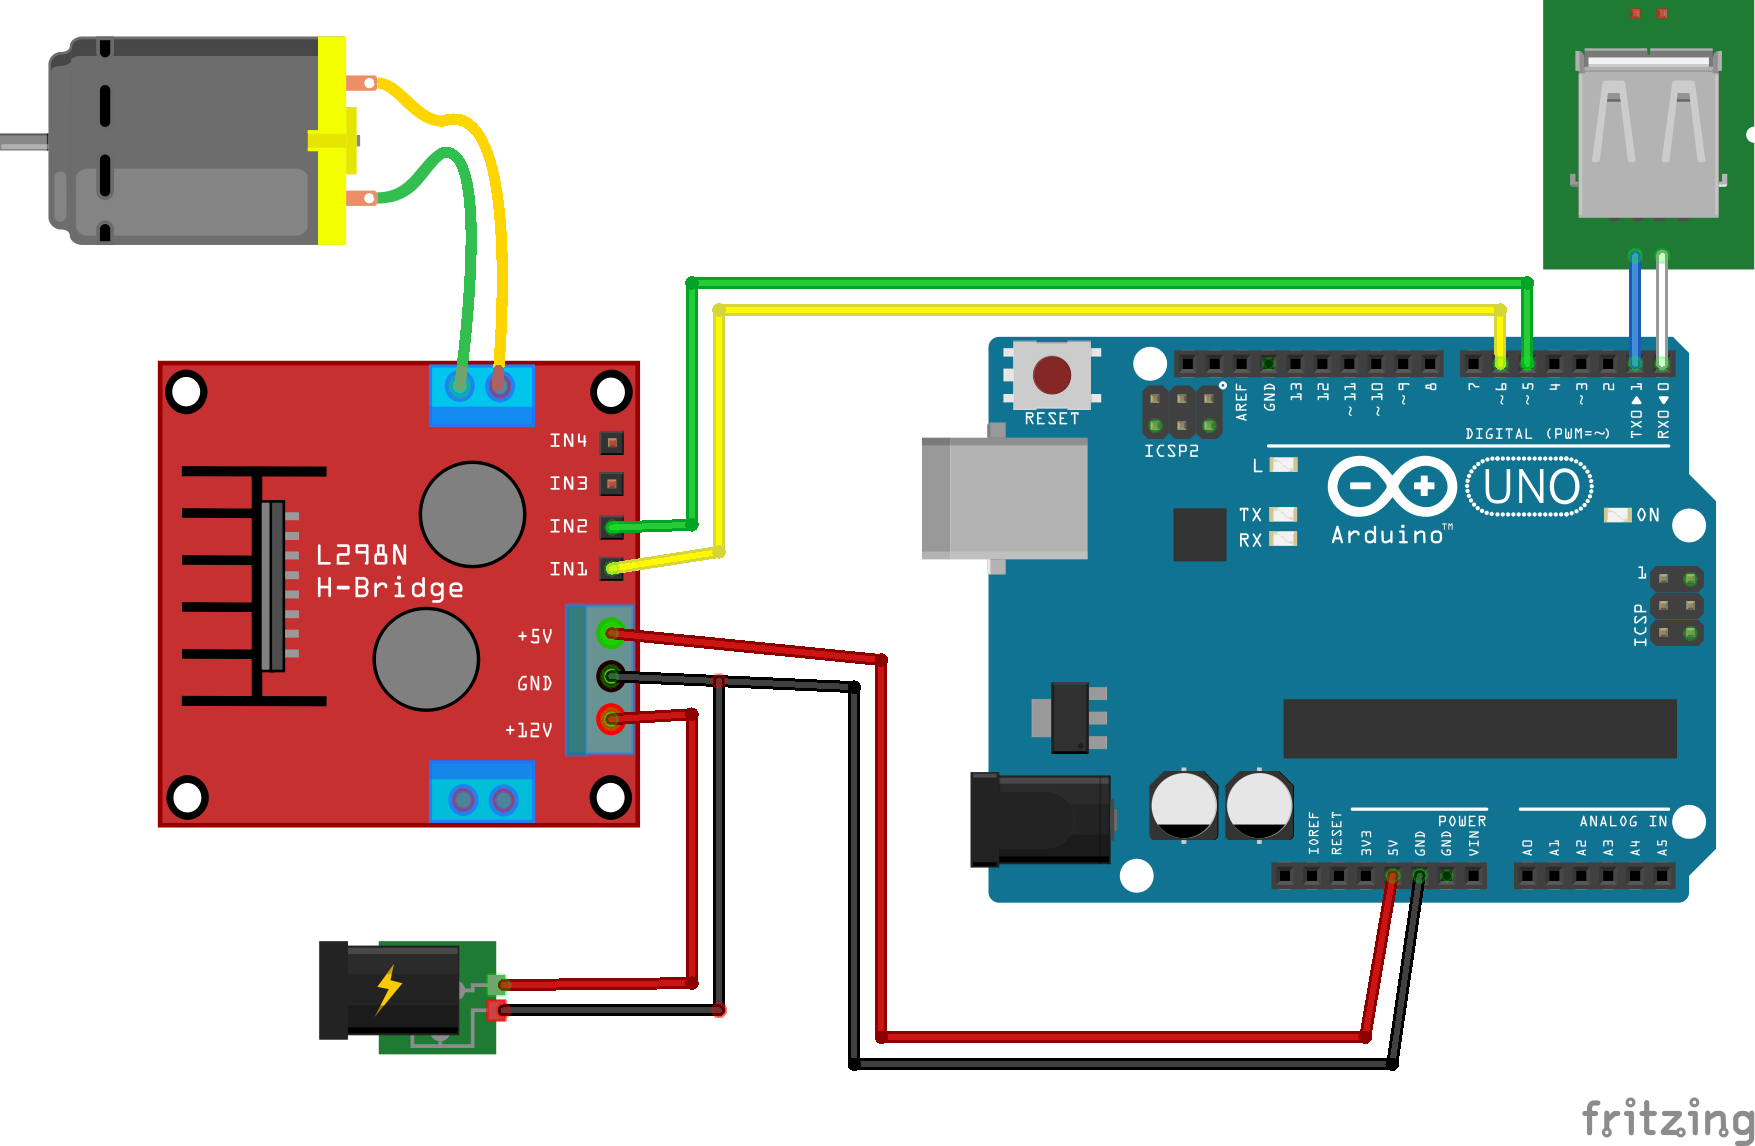 RESET
AREF
GND
13
12
~11
~10
~9
8
7
~6
~5
4
~3
2
TX0▶1
RX0◀0
DIGITAL (PWM=~)
ICSP2
L
TX
RX
UNO
Arduino™
ON
1
ICSP
IN4
IN3
IN2
IN1
L298N
H-Bridge
+5V
GND
+12V
POWER
ANALOG IN
IOREF
RESET
3V3
5V
GND
GND
VIN
A0
A1
A2
A3
A4
A5
fritzing